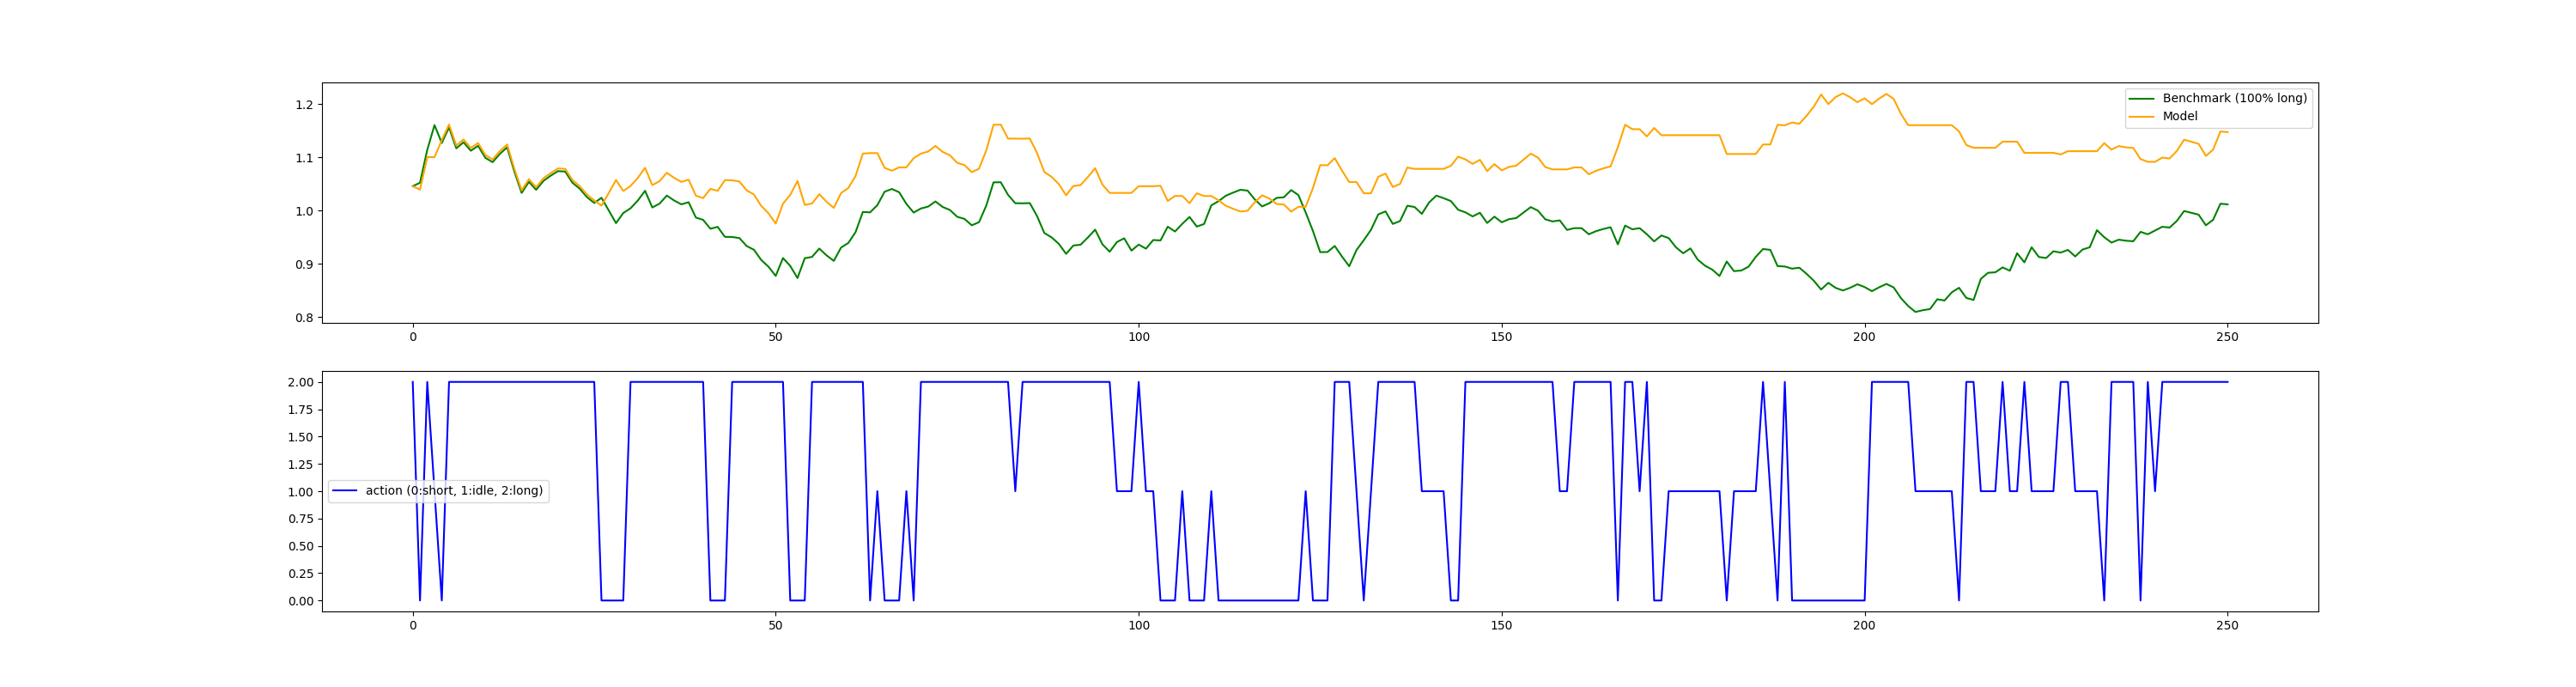 1.2
1.1
1.0
0.9
0.8
Benchmark (100% long)
Model
0 50 100 150 200 250
2.00
1.75
1.50
1.25
1.00
0.75
0.50
0.25
0.00
action (0:short, 1:idle, 2:long)
0 50 100 150 200 250